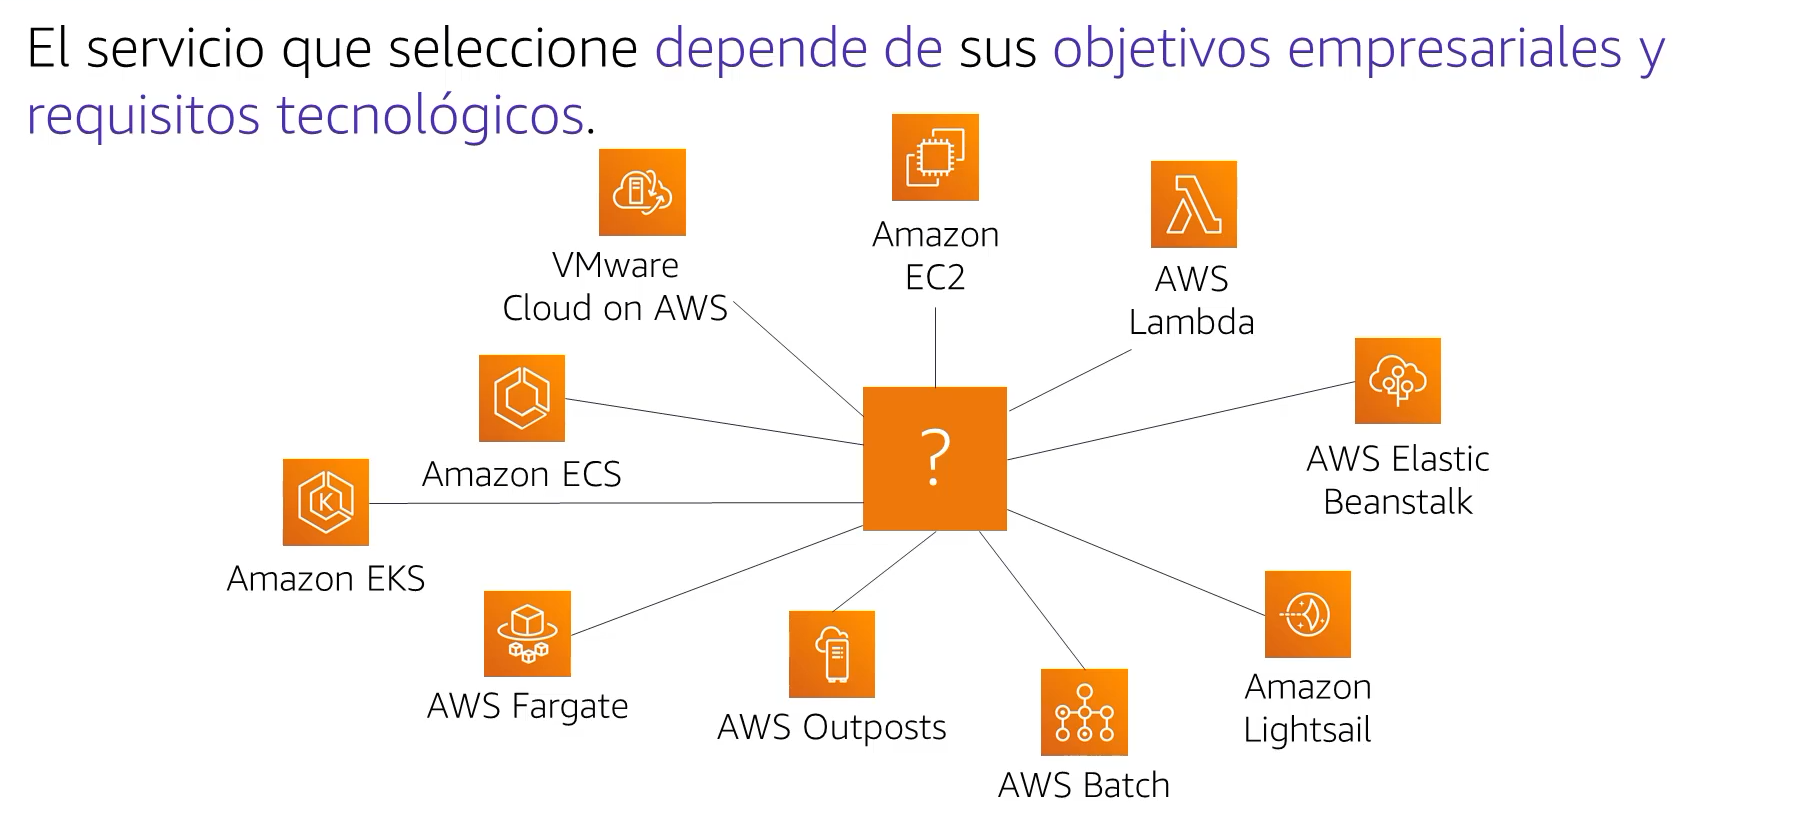 El servicio que seleccione depende de sus objetivos empresariales y
requisitos tecnológicos.
VMware
Cloud on AWS
Amazon
EC2
AWS
Lambda
Amazon ECS
?
AWS Elastic
Beanstalk
K
Amazon EKS
AWS Fargate
AWS Outposts
AWS Batch
Amazon
Lightsail